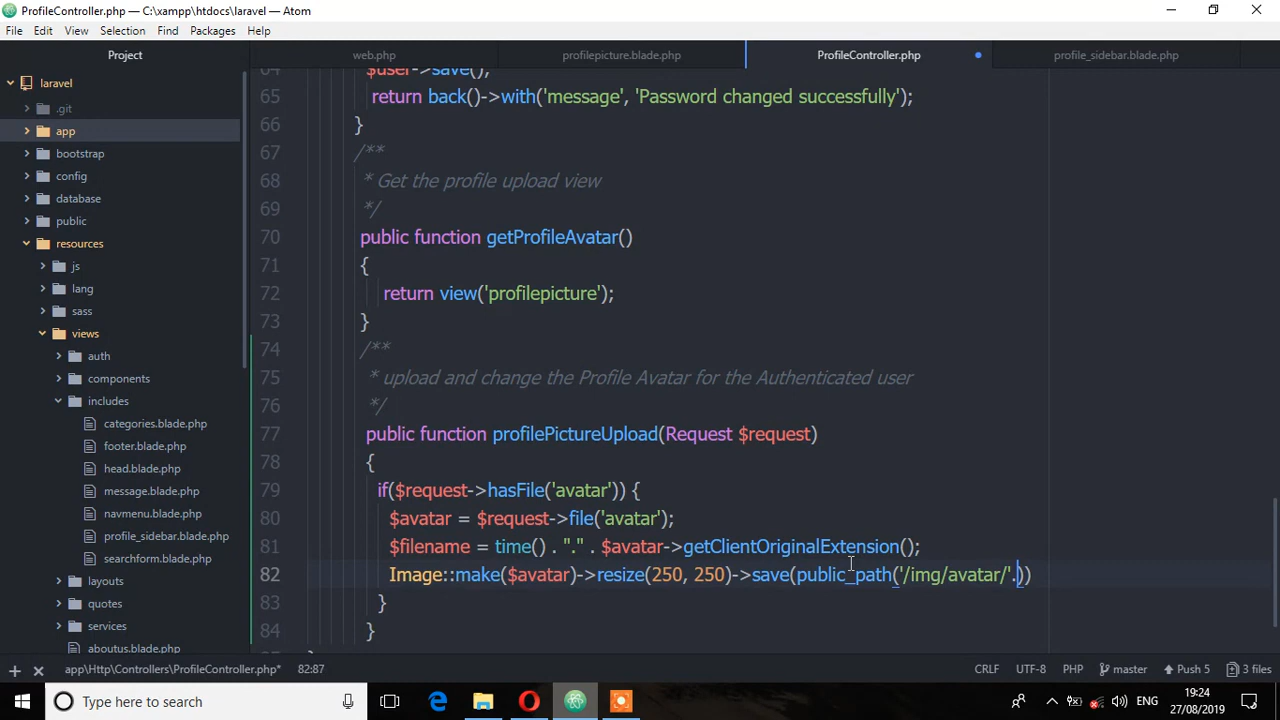 ProfileController.php — C:\xampp\htdocs\laravel — Atom
File Edit View Selection Find Packages Help
Project
web.php profilepicture.blade.php ProfileController.php profile_sidebar.blade.php
laravel
.git
app
bootstrap
config
database
public
resources
js
lang
sass
views
auth
components
includes
categories.blade.php
footer.blade.php
head.blade.php
message.blade.php
navmenu.blade.php
profile_sidebar.blade.php
searchform.blade.php
layouts
quotes
services
aboutus.blade.php
64 $user->save();
65 return back()->with('message', 'Password changed successfully');
66 }
67 /**
68 * Get the profile upload view
69 */
70 public function getProfileAvatar()
71 {
72 return view('profilepicture');
73 }
74 /**
75 * upload and change the Profile Avatar for the Authenticated user
76 */
77 public function profilePictureUpload(Request $request)
78 {
79 if($request->hasFile('avatar')) {
80 $avatar = $request->file('avatar');
81 $filename = time() . "." . $avatar->getClientOriginalExtension();
82 Image::make($avatar)->resize(250, 250)->save(public_path('/img/avatar/'.))
83 }
84 }
85 }
app\Http\Controllers\ProfileController.php* 82:87 CRLF UTF-8 PHP master Push 5 3 files
Type here to search
ENG
19:24
27/08/2019